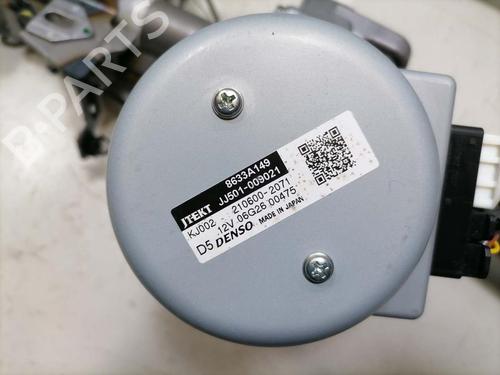 B-PARTS
8633A149
JTEKT JJ501-009021
KJ002 210600-2071
12V 06G26 00475
D5 DENSO MADE IN JAPAN